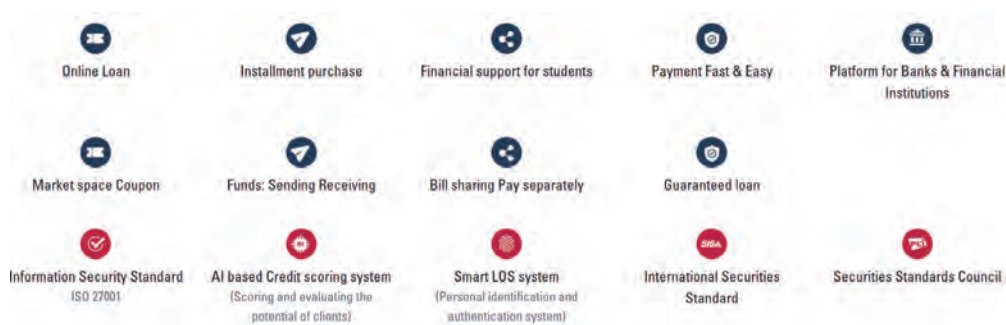 Online Loan
Installment purchase
Financial support for students
Payment Fast & Easy
Platform for Banks & Financial
Institutions
Market space Coupon
Funds: Sending Receiving
Bill sharing Pay separately
Guaranteed loan
AI
SISA
PCI
Information Security Standard
ISO 27001
AI based Credit scoring system
(Scoring and evaluating the
potential of clients)
Smart LOS system
(Personal identification and
authentication system)
International Securities
Standard
Securities Standards Council